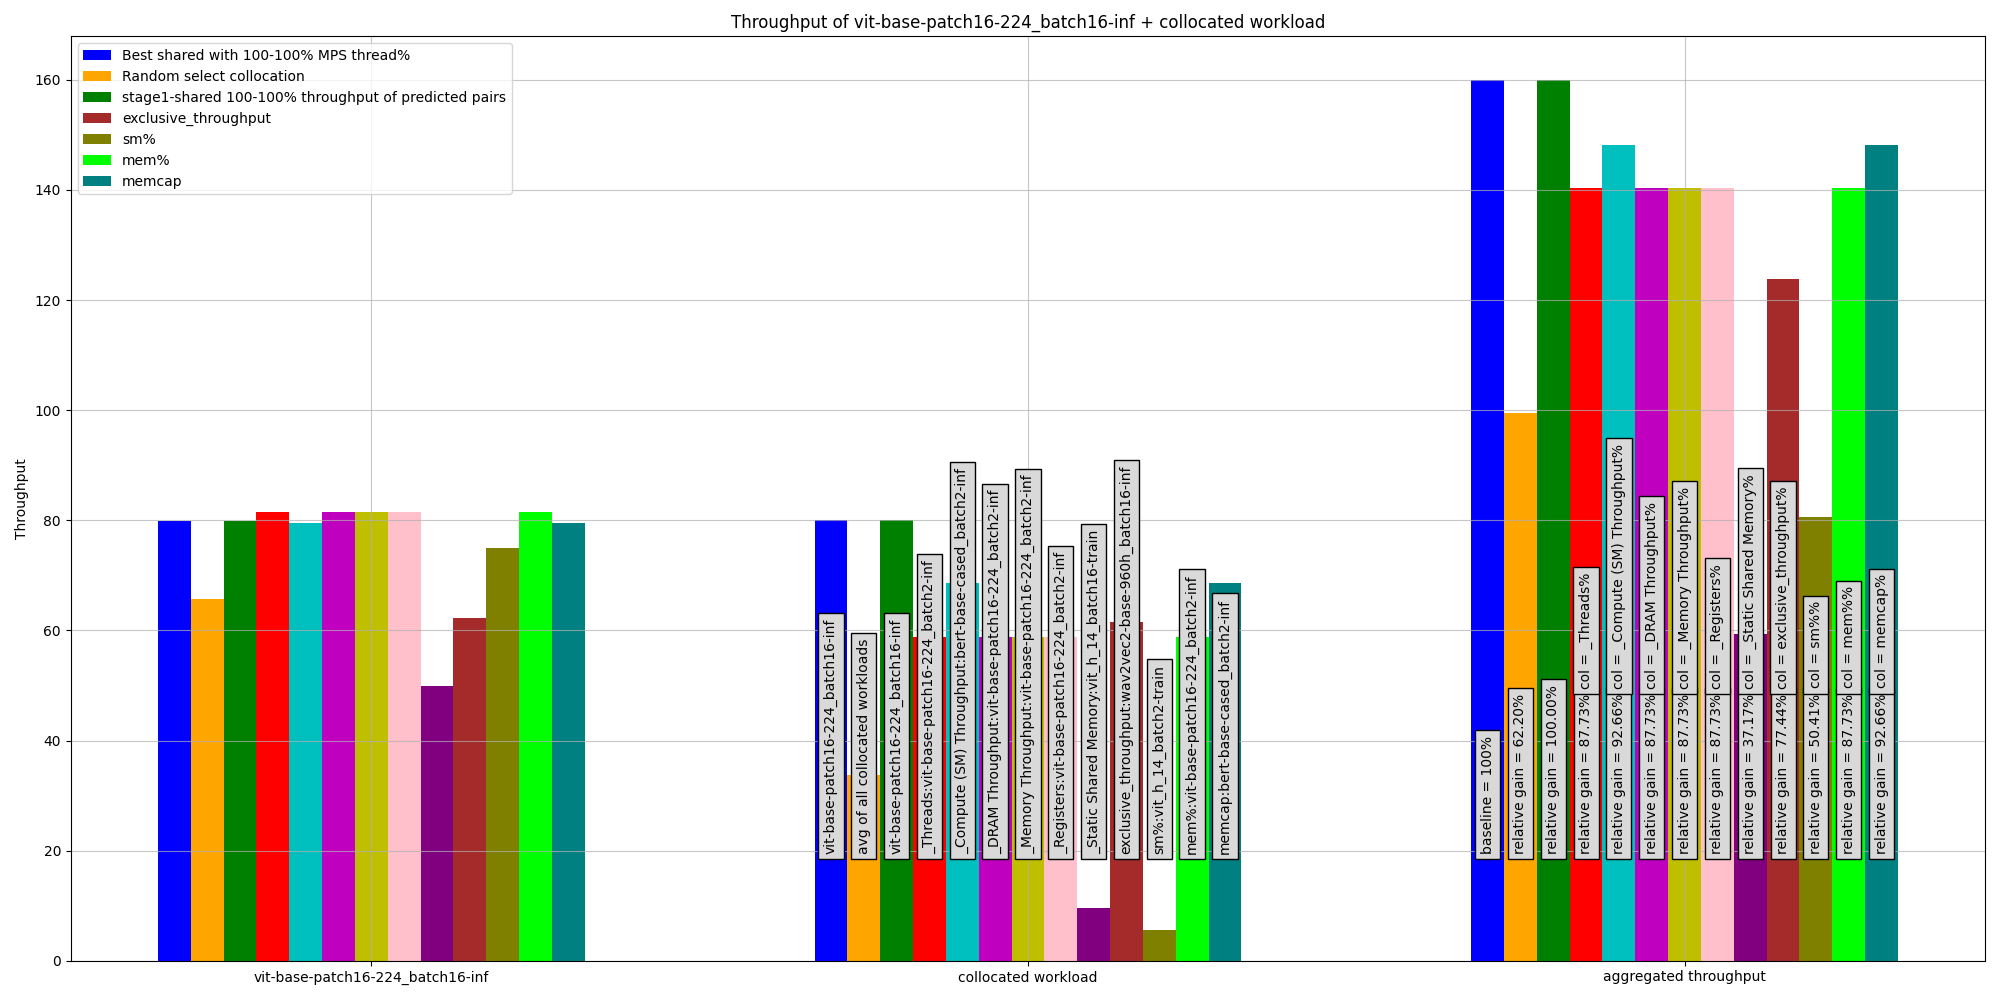 Throughput of vit-base-patch16-224_batch16-inf + collocated workload
Best shared with 100-100% MPS thread%
Random select collocation
stage1-shared 100-100% throughput of predicted pairs
exclusive_throughput
sm%
mem%
memcap
Throughput
160
140
120
100
80
60
40
20
0
vit-base-patch16-224_batch16-inf
avg of all collocated workloads
vit-base-patch16-224_batch16-inf
_Threads:vit-base-patch16-224_batch2-inf
_Compute (SM) Throughput:bert-base-cased_batch2-inf
_DRAM Throughput:vit-base-patch16-224_batch2-inf
_Memory Throughput:vit-base-patch16-224_batch2-inf
_Registers:vit-base-patch16-224_batch2-inf
_Static Shared Memory:vit_h_14_batch16-train
exclusive_throughput:wav2vec2-base-960h_batch16-inf
sm%:vit_h_14_batch2-train
mem%:vit-base-patch16-224_batch2-inf
memcap:bert-base-cased_batch2-inf
baseline = 100%
relative gain = 62.20%
relative gain = 100.00%
relative gain = 87.73%
col = _Threads%
relative gain = 92.66%
col = _Compute (SM) Throughput%
relative gain = 87.73%
col = _DRAM Throughput%
relative gain = 87.73%
col = _Memory Throughput%
relative gain = 87.73%
col = _Registers%
relative gain = 37.17%
col = _Static Shared Memory%
relative gain = 77.44%
col = exclusive_throughput%
relative gain = 50.41%
col = sm%%
relative gain = 87.73%
col = mem%%
relative gain = 92.66%
col = memcap%
vit-base-patch16-224_batch16-inf
collocated workload
aggregated throughput